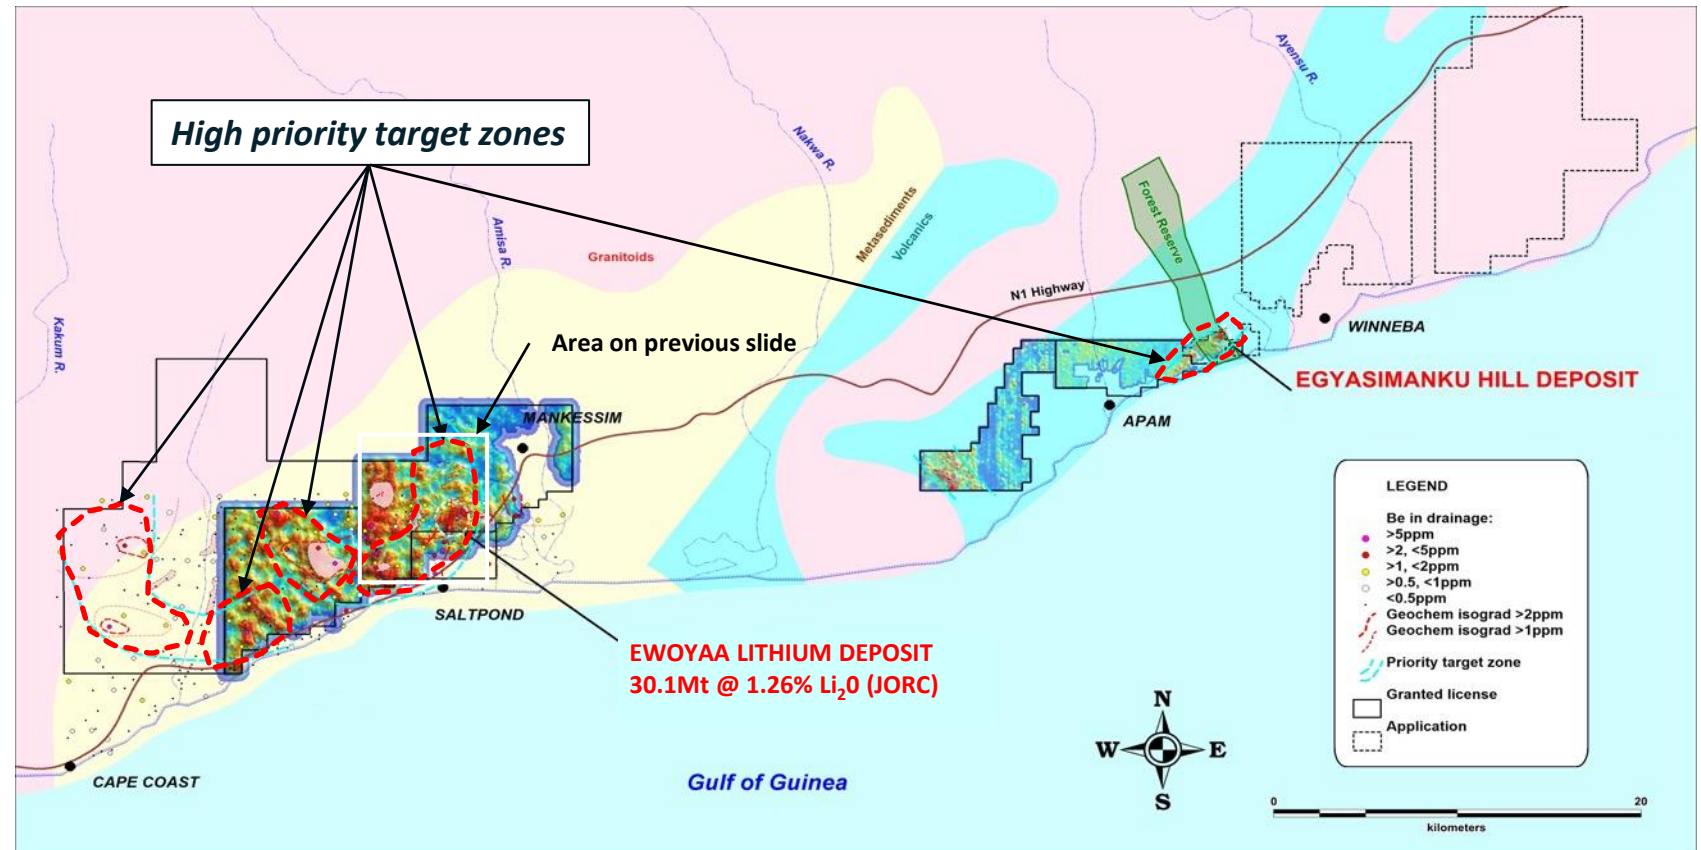 High priority target zones
Ayensu R.
Nakwa R.
Forest Reserve
Metasediments
Volcanics
Amisa R.
Granitoids
N1 Highway
Kakum R.
Area on previous slide
WINNEBA
EGYASIMANKU HILL DEPOSIT
MANKESSIM
APAM
SALTPOND
EWOYAA LITHIUM DEPOSIT
30.1Mt @ 1.26% Li₂0 (JORC)
CAPE COAST
Gulf of Guinea
N
W E
S
LEGEND
Be in drainage:
>5ppm
>2, <5ppm
>1, <2ppm
>0.5, <1ppm
<0.5ppm
Geochem isograd >2ppm
Geochem isograd >1ppm
Priority target zone
Granted license
Application
0 20
kilometers